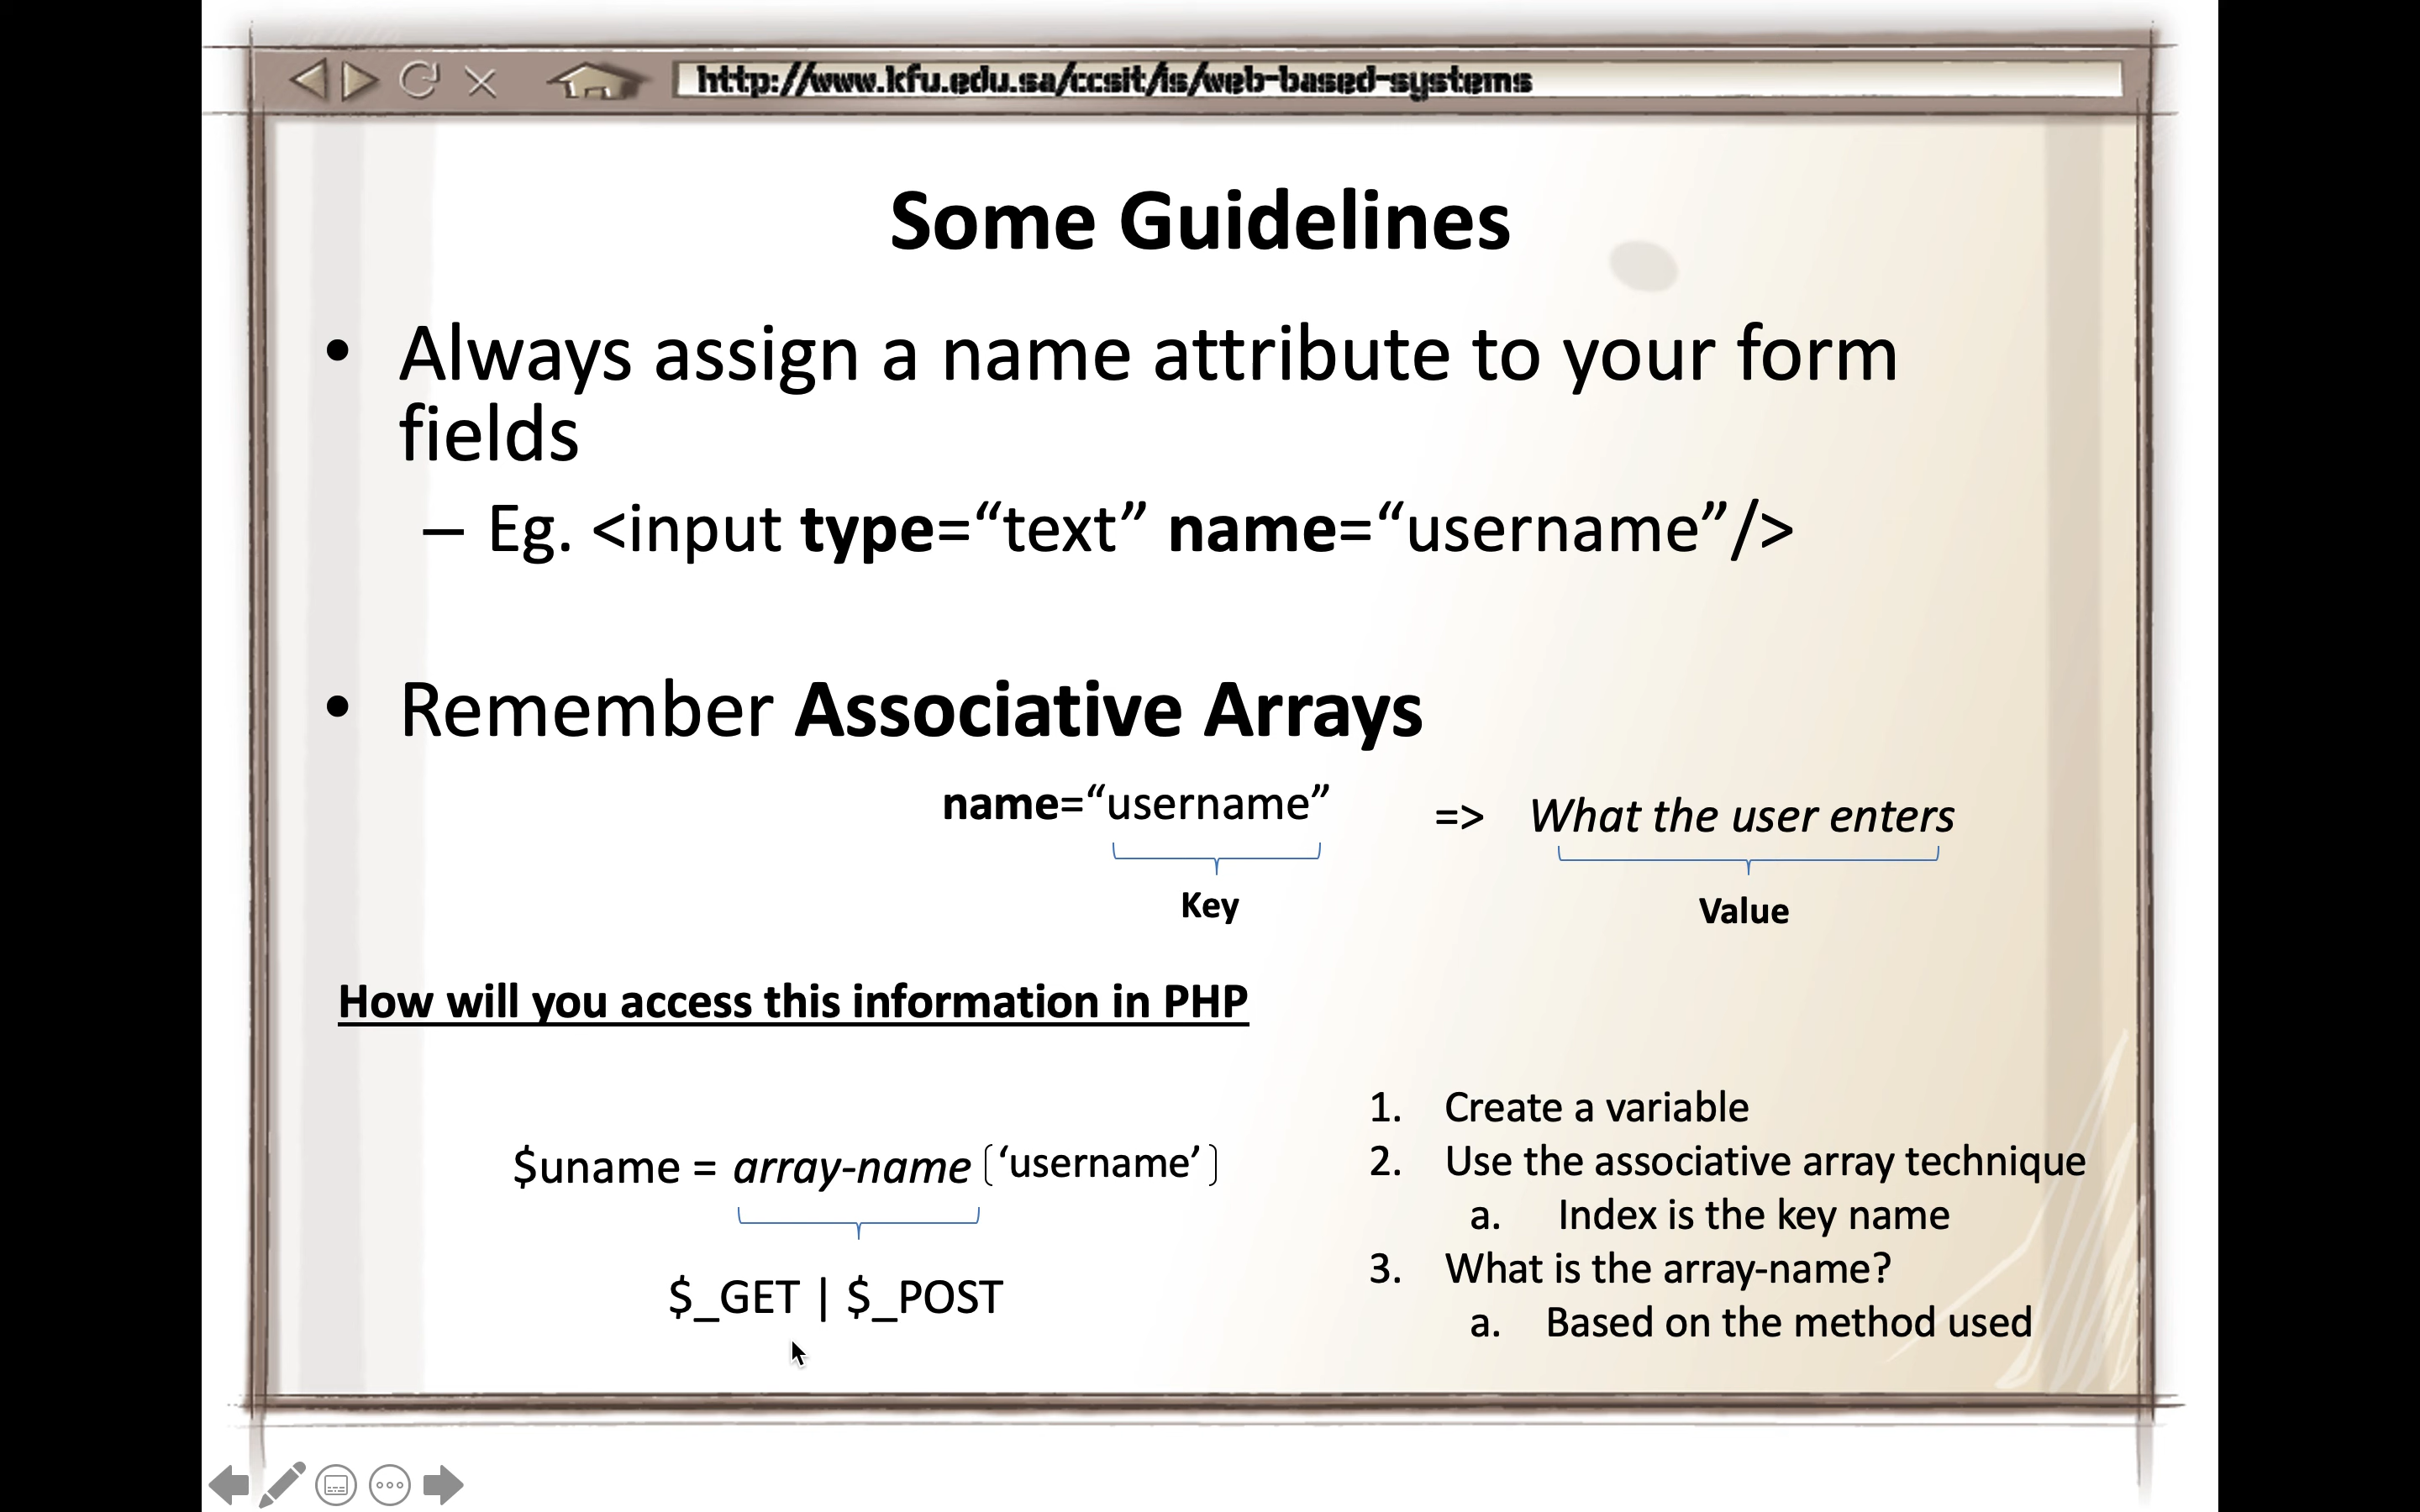 http://www.kfu.edu.sa/ccsit/is/web-based-systems
Some Guidelines
• Always assign a name attribute to your form
fields
– Eg. <input type=“text” name=“username”/>
• Remember Associative Arrays
name=“username” => What the user enters
Key Value
How will you access this information in PHP
$uname = array-name [‘username’]
$_GET | $_POST
1. Create a variable
2. Use the associative array technique
a. Index is the key name
3. What is the array-name?
a. Based on the method used